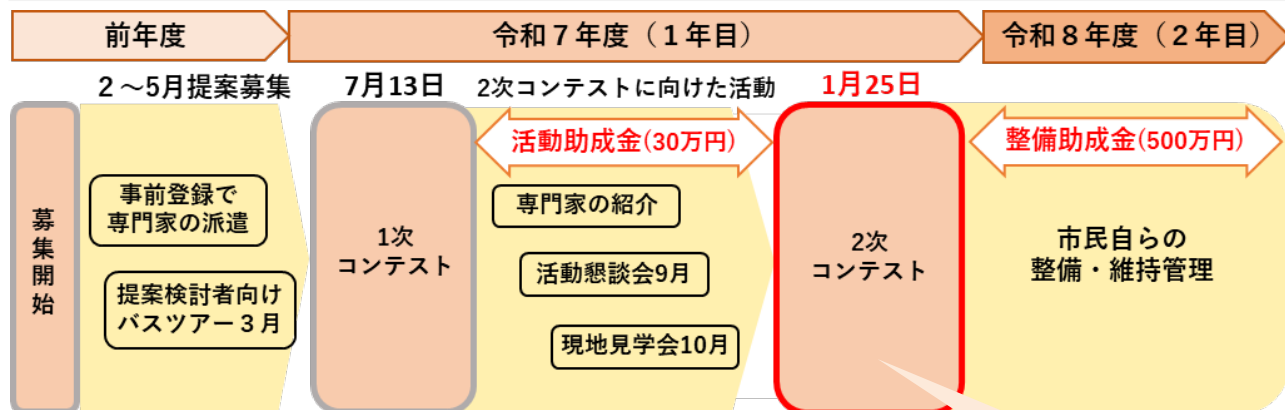 前年度
令和７年度（１年目）
令和８年度（２年目）
２～5月提案募集
7月13日
2次コンテストに向けた活動
1月25日
活動助成金(30万円)
整備助成金(500万円)
募集開始
事前登録で
専門家の派遣
提案検討者向け
バスツアー３月
1次
コンテスト
専門家の紹介
活動懇談会9月
現地見学会10月
2次
コンテスト
市民自らの
整備・維持管理